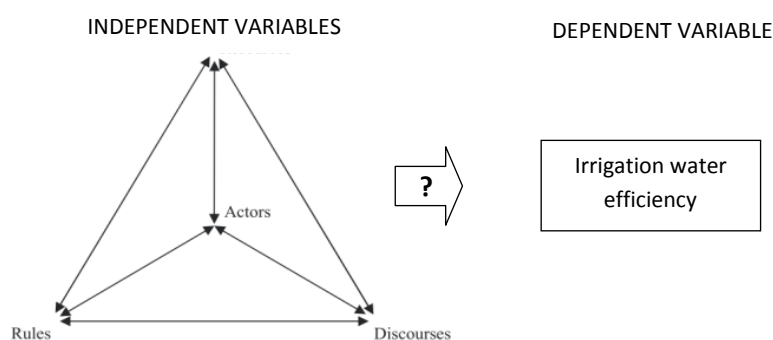 INDEPENDENT VARIABLES
DEPENDENT VARIABLE
?
Irrigation water
efficiency
Actors
Rules
Discourses